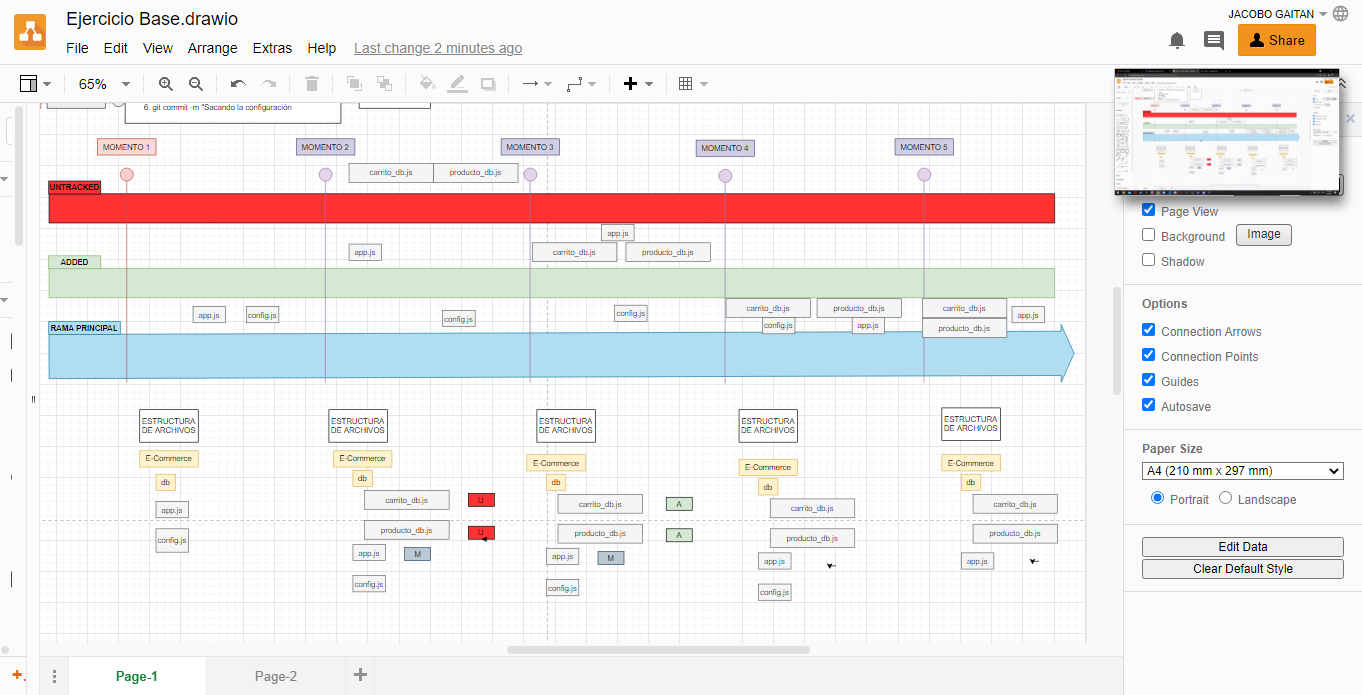 Ejercicio Base.drawio
JACOBO GAITAN
File Edit View Arrange Extras Help Last change 2 minutes ago
Share
65%
6. git commit -m "Sacando la configuración
MOMENTO 1
MOMENTO 2
MOMENTO 3
MOMENTO 4
MOMENTO 5
carrito_db.js
producto_db.js
UNTRACKED
app.js
app.js
carrito_db.js
producto_db.js
ADDED
app.js
config.js
config.js
config.js
carrito_db.js
producto_db.js
carrito_db.js
app.js
config.js
app.js
producto_db.js
RAMA PRINCIPAL
ESTRUCTURA
DE ARCHIVOS
E-Commerce
db
app.js
config.js
ESTRUCTURA
DE ARCHIVOS
E-Commerce
db
carrito_db.js
U
producto_db.js
U
app.js
M
config.js
ESTRUCTURA
DE ARCHIVOS
E-Commerce
db
carrito_db.js
A
producto_db.js
A
app.js
M
config.js
ESTRUCTURA
DE ARCHIVOS
E-Commerce
db
carrito_db.js
producto_db.js
app.js
config.js
ESTRUCTURA
DE ARCHIVOS
E-Commerce
db
carrito_db.js
producto_db.js
app.js
Page View
Background
Image
Shadow
Options
Connection Arrows
Connection Points
Guides
Autosave
Paper Size
A4 (210 mm x 297 mm)
Portrait
Landscape
Edit Data
Clear Default Style
Page-1
Page-2